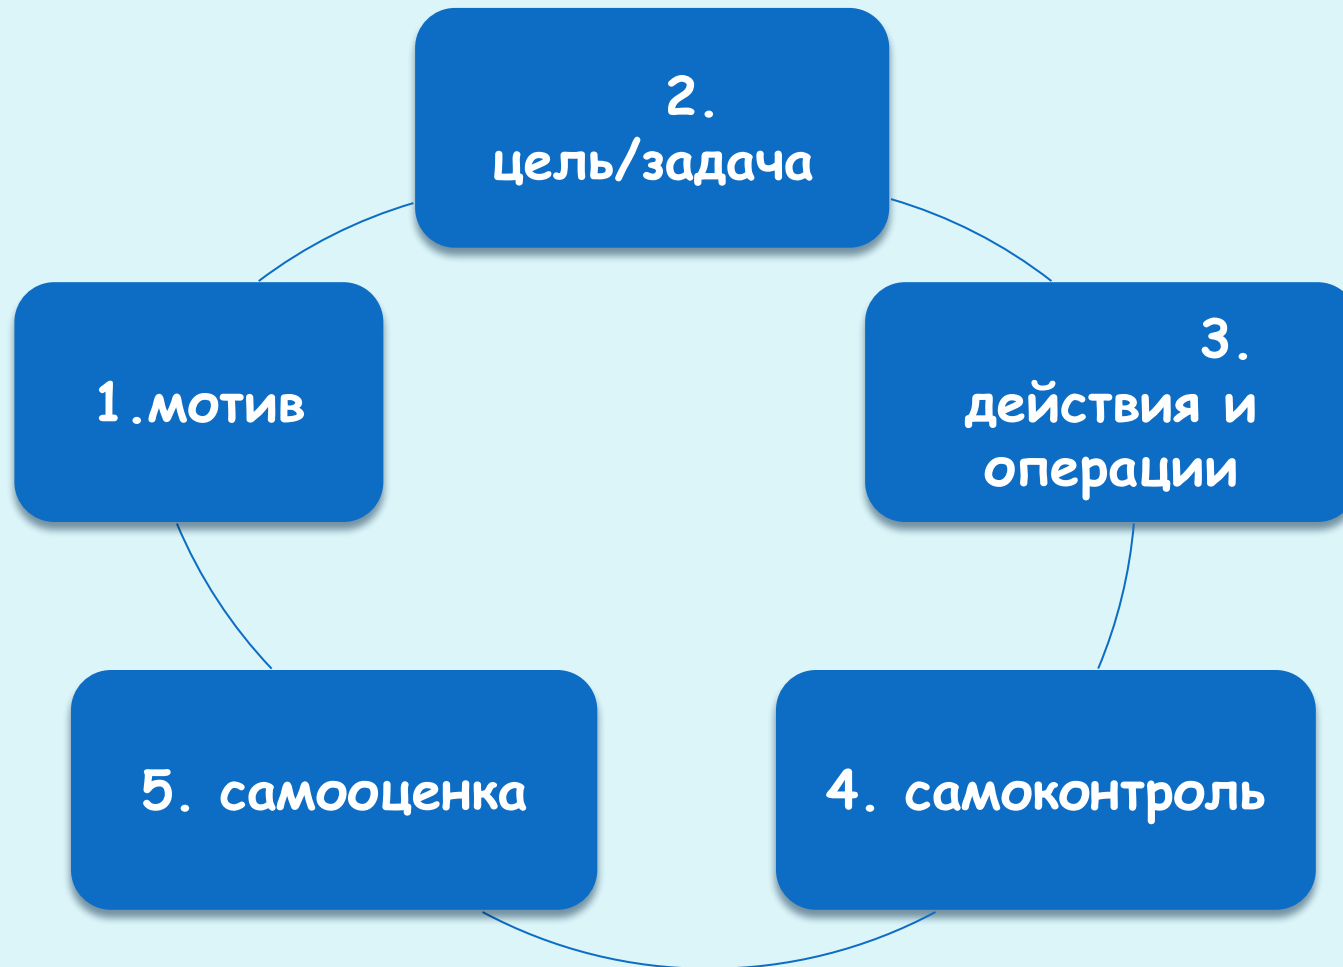 1.мотив
2.
цель/задача
3.
действия и
операции
4. самоконтроль
5. самооценка